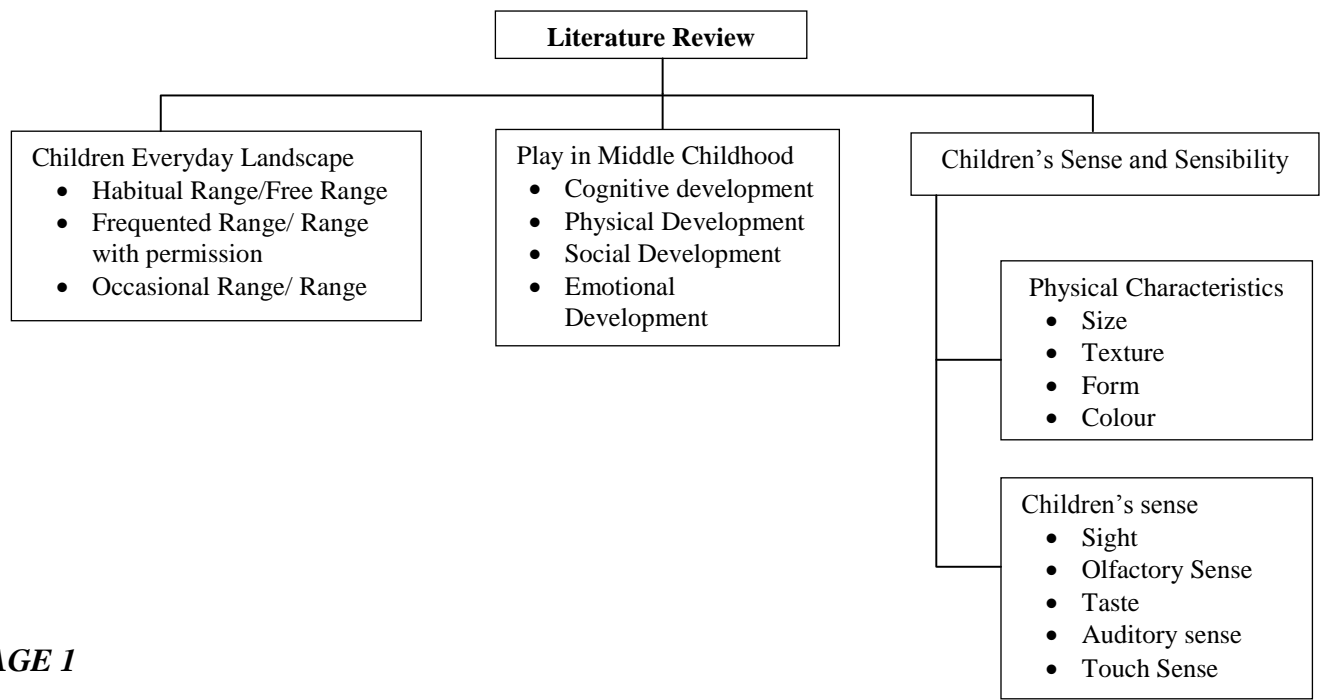 Literature Review
Children Everyday Landscape
• Habitual Range/Free Range
• Frequented Range/ Range
with permission
• Occasional Range/ Range
Play in Middle Childhood
• Cognitive development
• Physical Development
• Social Development
• Emotional
Development
Children’s Sense and Sensibility
Physical Characteristics
• Size
• Texture
• Form
• Colour
Children’s sense
• Sight
• Olfactory Sense
• Taste
• Auditory sense
• Touch Sense
AGE 1